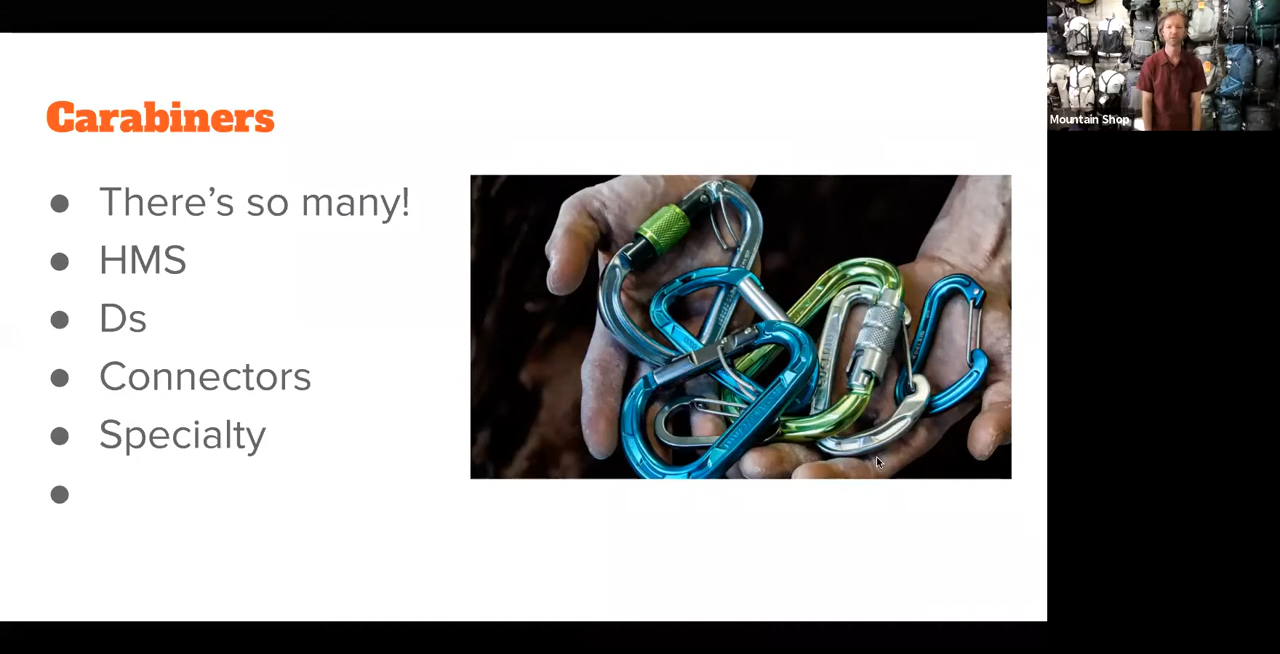 Carabiners
There's so many!
HMS
Ds
Connectors
Specialty
Mountain Shop